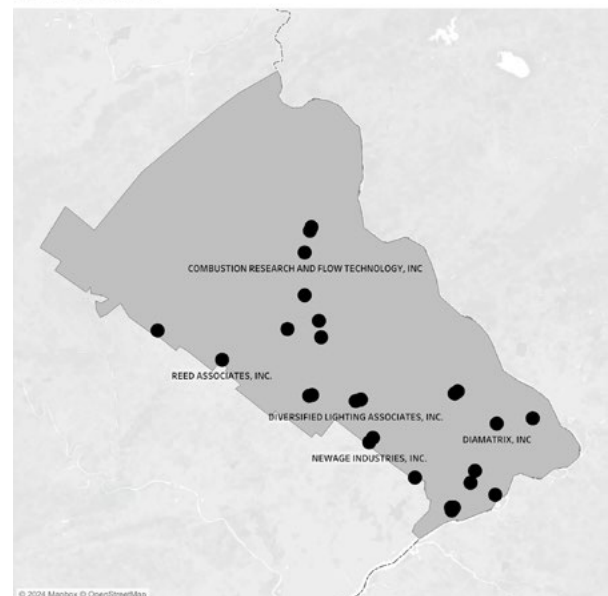 COMBUSTION RESEARCH AND FLOW TECHNOLOGY, INC
REED ASSOCIATES, INC.
DIVERSIFIED LIGHTING ASSOCIATES, INC.
DIAMATRIX, INC
NEWAGE INDUSTRIES, INC.
© 2024 Mapbox © OpenStreetMap